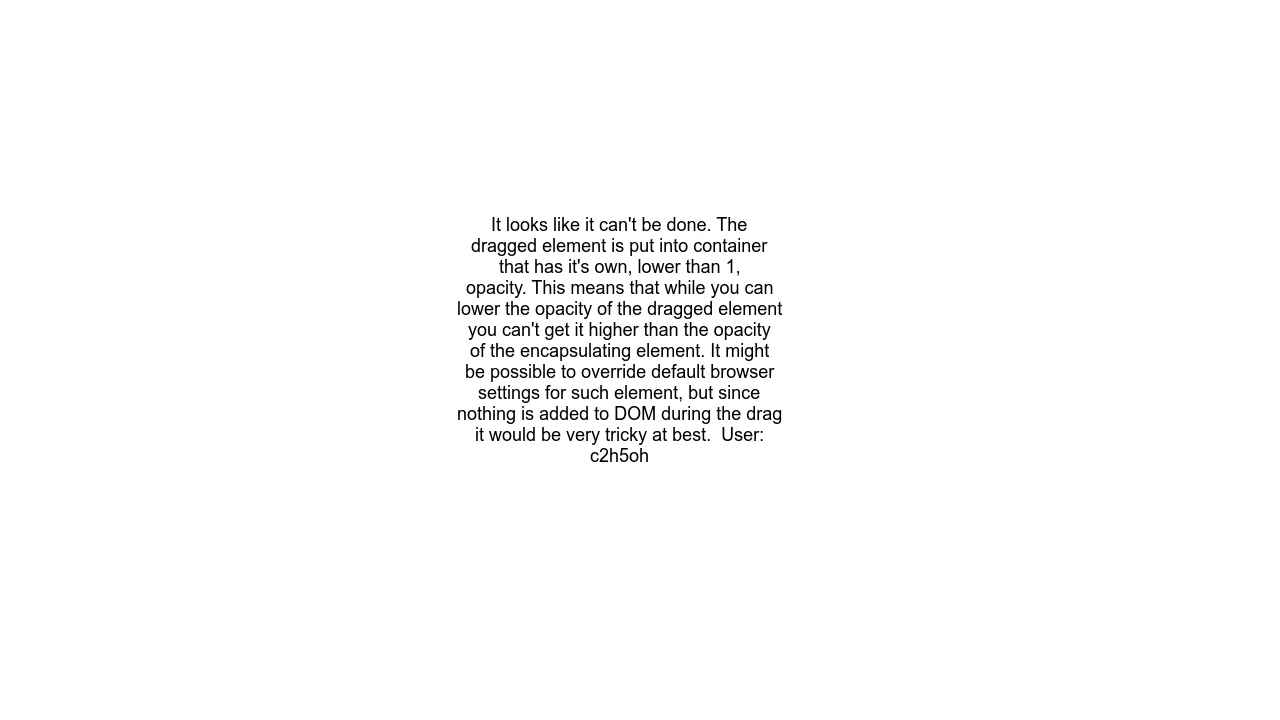 It looks like it can't be done. The
dragged element is put into container
that has it's own, lower than 1,
opacity. This means that while you can
lower the opacity of the dragged element
you can't get it higher than the opacity
of the encapsulating element. It might
be possible to override default browser
settings for such element, but since
nothing is added to DOM during the drag
it would be very tricky at best.  User:
c2h5oh